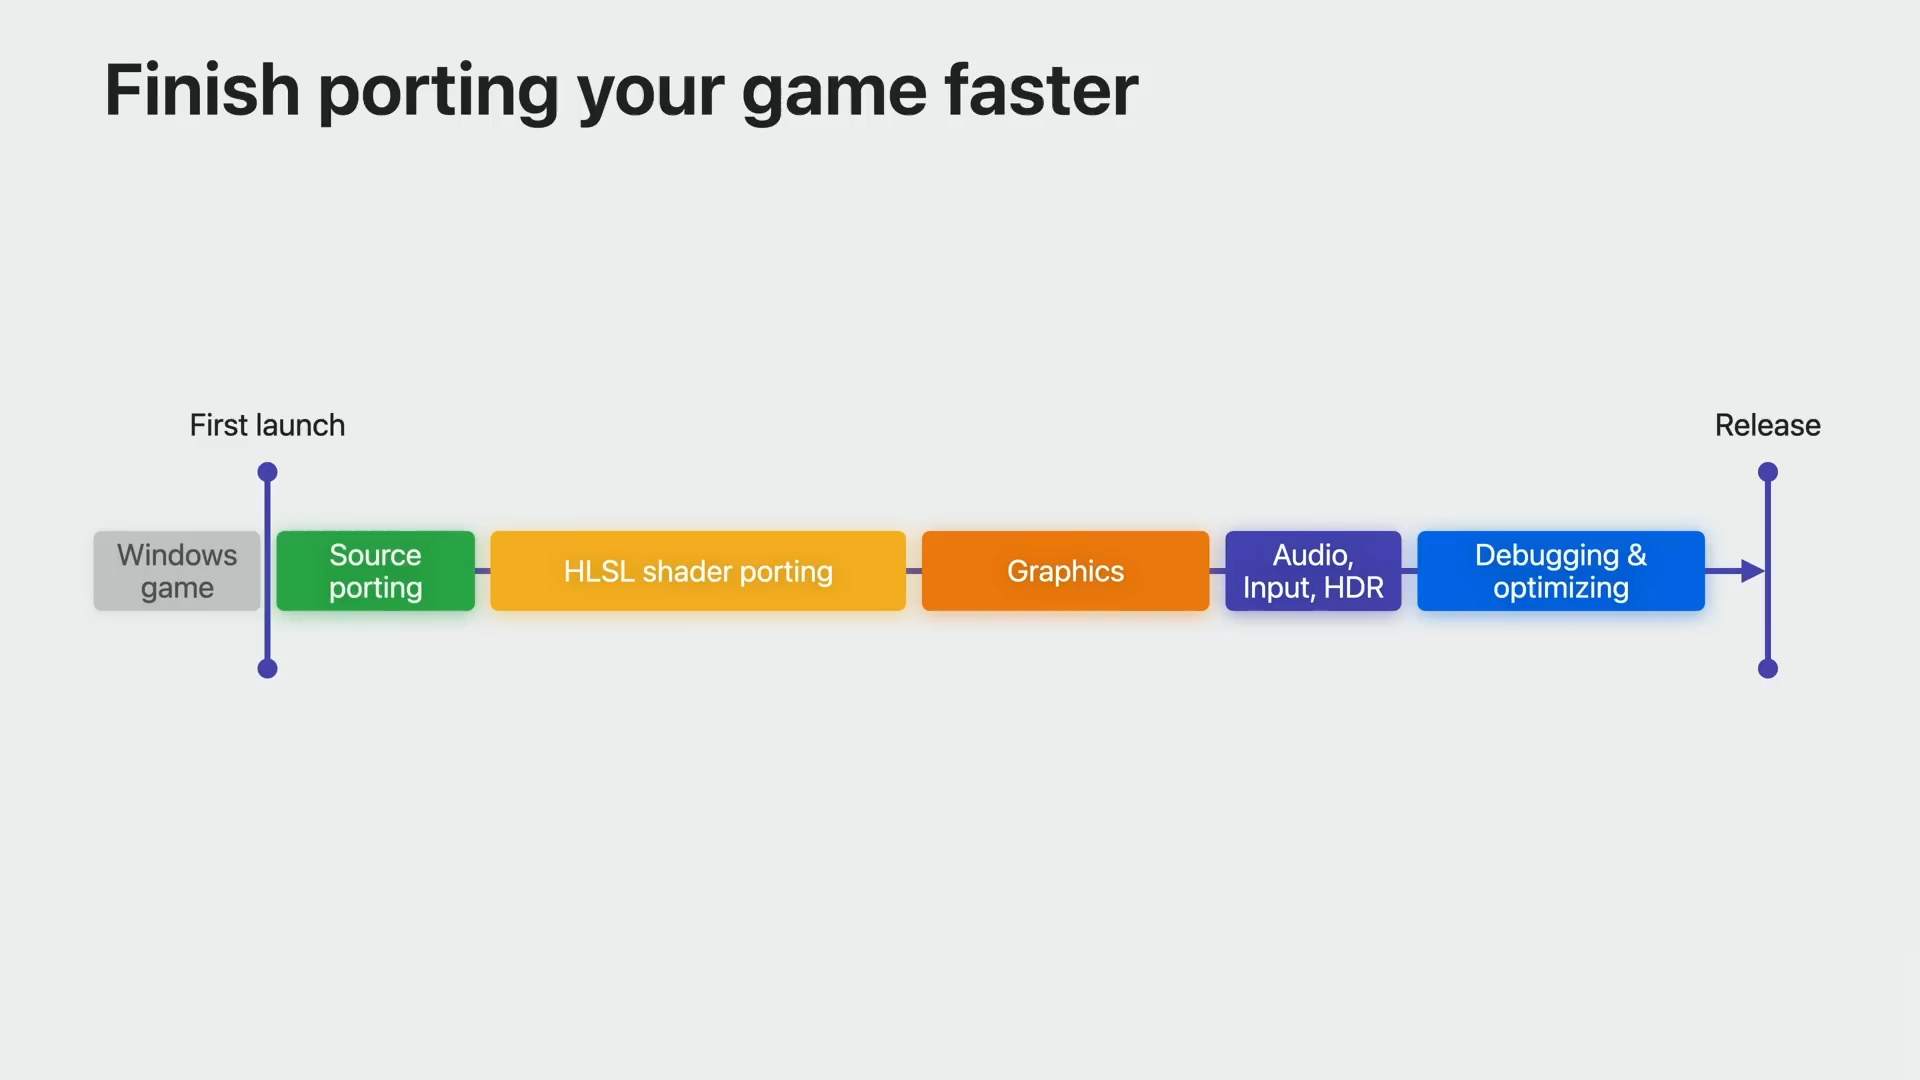 Finish porting your game faster
First launch
Release
Windows
game
Source
porting
HLSL shader porting
Graphics
Audio,
Input, HDR
Debugging &
optimizing